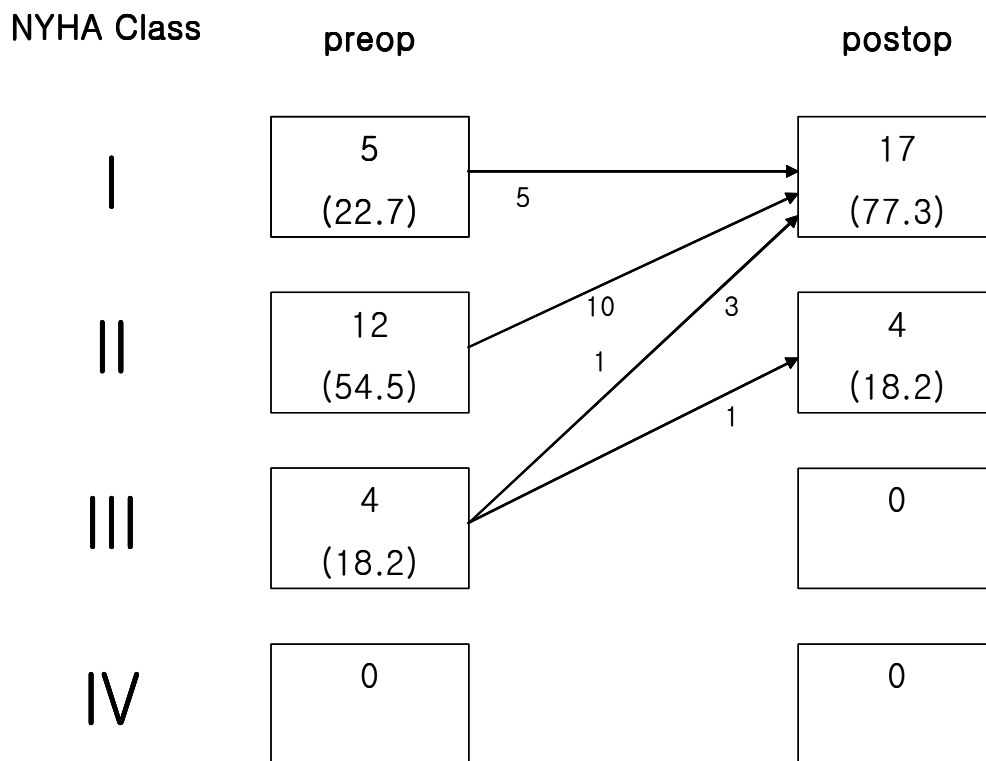 NYHA Class
preop
postop
I
5
(22.7)
5
17
(77.3)
II
12
(54.5)
10
3
1
4
(18.2)
1
III
4
(18.2)
0
IV
0
0